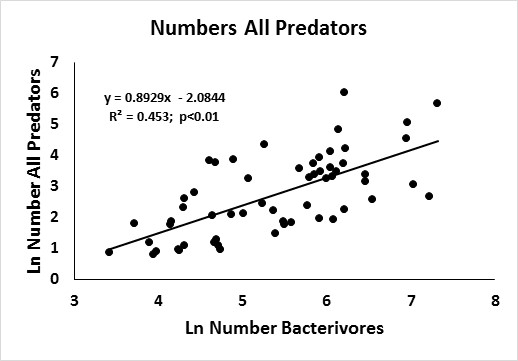 Numbers All Predators
y = 0.8929x - 2.0844
R² = 0.453; p<0.01
Ln Number All Predators
7
6
5
4
3
2
1
0
3 4 5 6 7 8
Ln Number Bacterivores